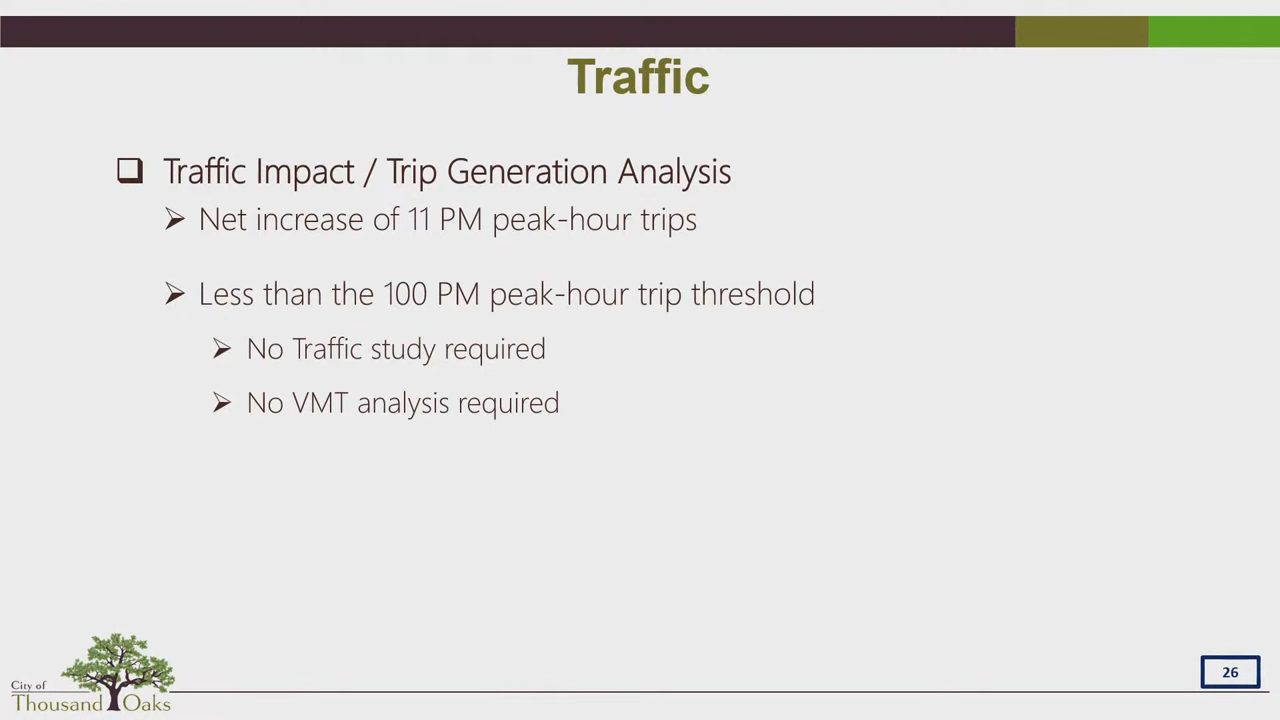 Traffic
Traffic Impact / Trip Generation Analysis
Net increase of 11 PM peak-hour trips
Less than the 100 PM peak-hour trip threshold
No Traffic study required
No VMT analysis required
City of
Thousand Oaks
26